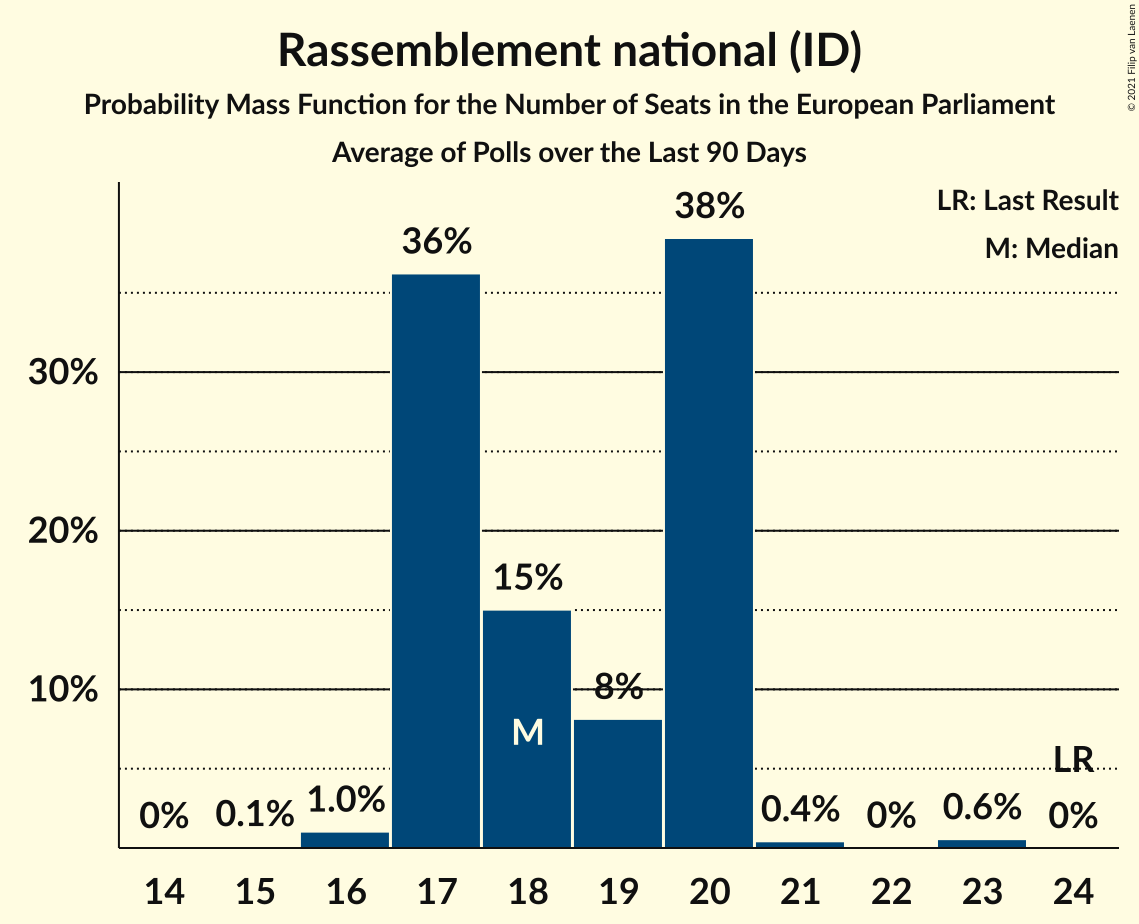 Rassemblement national (ID)
Probability Mass Function for the Number of Seats in the European Parliament
Average of Polls over the Last 90 Days
© 2021 Filip van Laenen
LR: Last Result
M: Median
38%
36%
30%
20%
15%
10%
8%
M
LR
0%
0.1%
1.0%
0.4%
0%
0.6%
0%
14 15 16 17 18 19 20 21 22 23 24